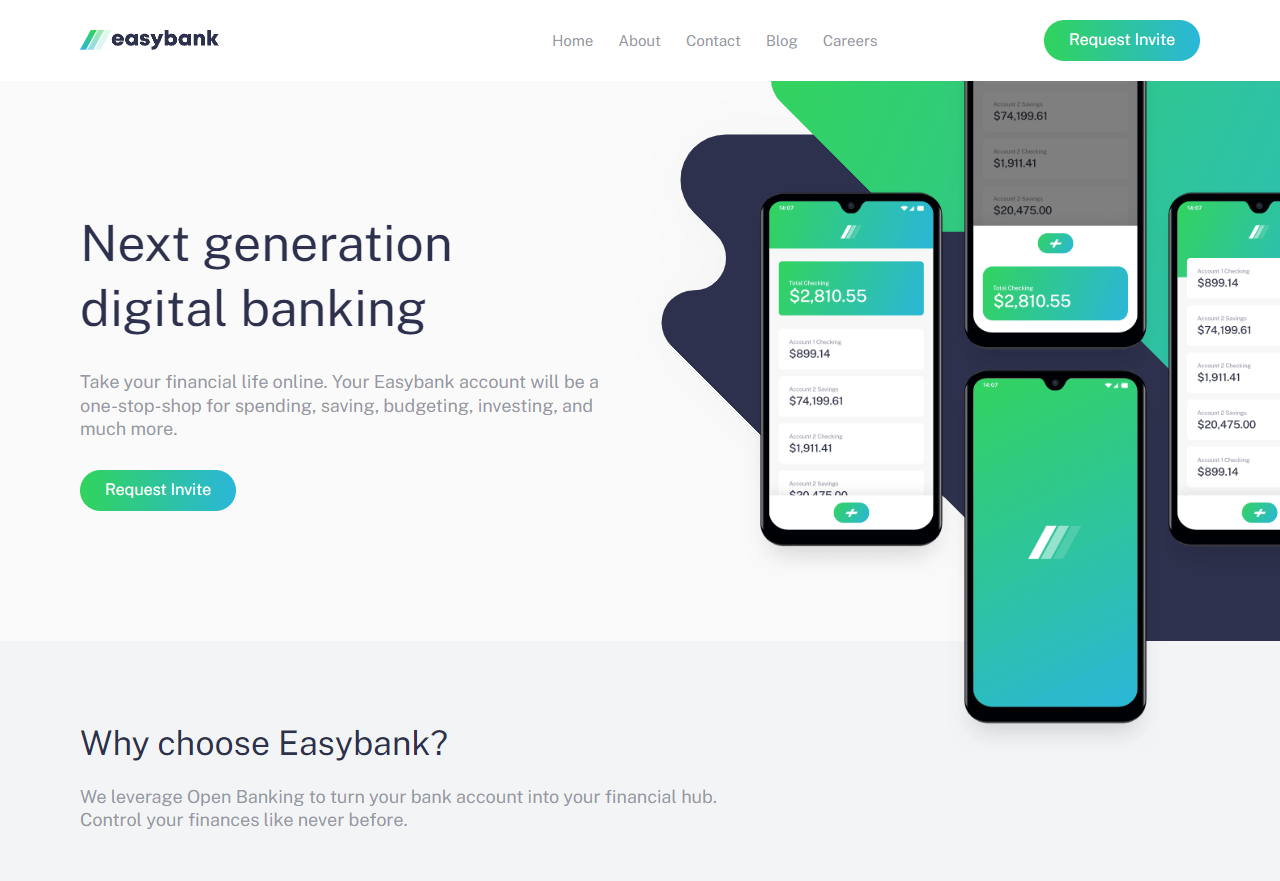 easybank
Home About Contact Blog Careers
Request Invite
Next generation
digital banking
Take your financial life online. Your Easybank account will be a
one-stop-shop for spending, saving, budgeting, investing, and
much more.
Request Invite
14:07
Total Checking
$2,810.55
Account 1 Checking
$899.14
Account 2 Savings
$74,199.61
Account 2 Checking
$1,911.41
Account 2 Savings
$20,475.00
Account 2 Savings
$74,199.61
Account 2 Checking
$1,911.41
Account 2 Savings
$20,475.00
Total Checking
$2,810.55
14:07
14:07
Account 1 Checking
$899.14
Account 2 Savings
$74,199.61
Account 2 Checking
$1,911.41
Account 2 Savings
$20,475.00
Account 1 Checking
$899.14
Why choose Easybank?
We leverage Open Banking to turn your bank account into your financial hub.
Control your finances like never before.